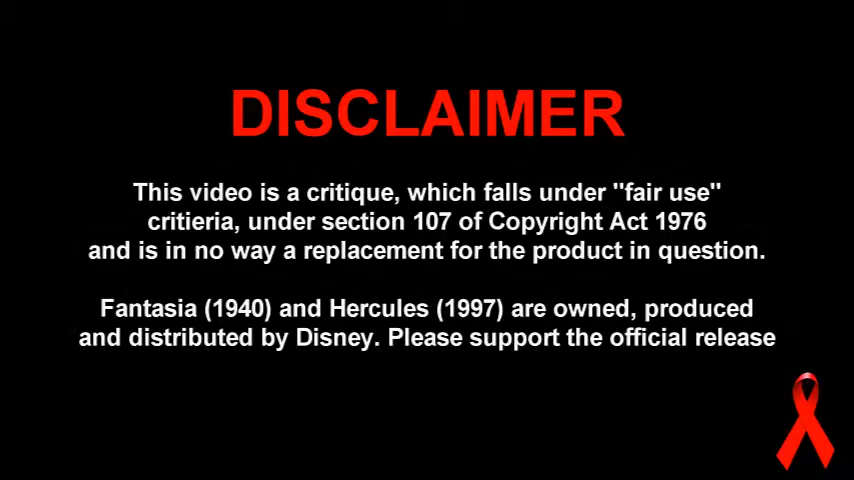 DISCLAIMER
This video is a critique, which falls under "fair use"
critieria, under section 107 of Copyright Act 1976
and is in no way a replacement for the product in question.
Fantasia (1940) and Hercules (1997) are owned, produced
and distributed by Disney. Please support the official release